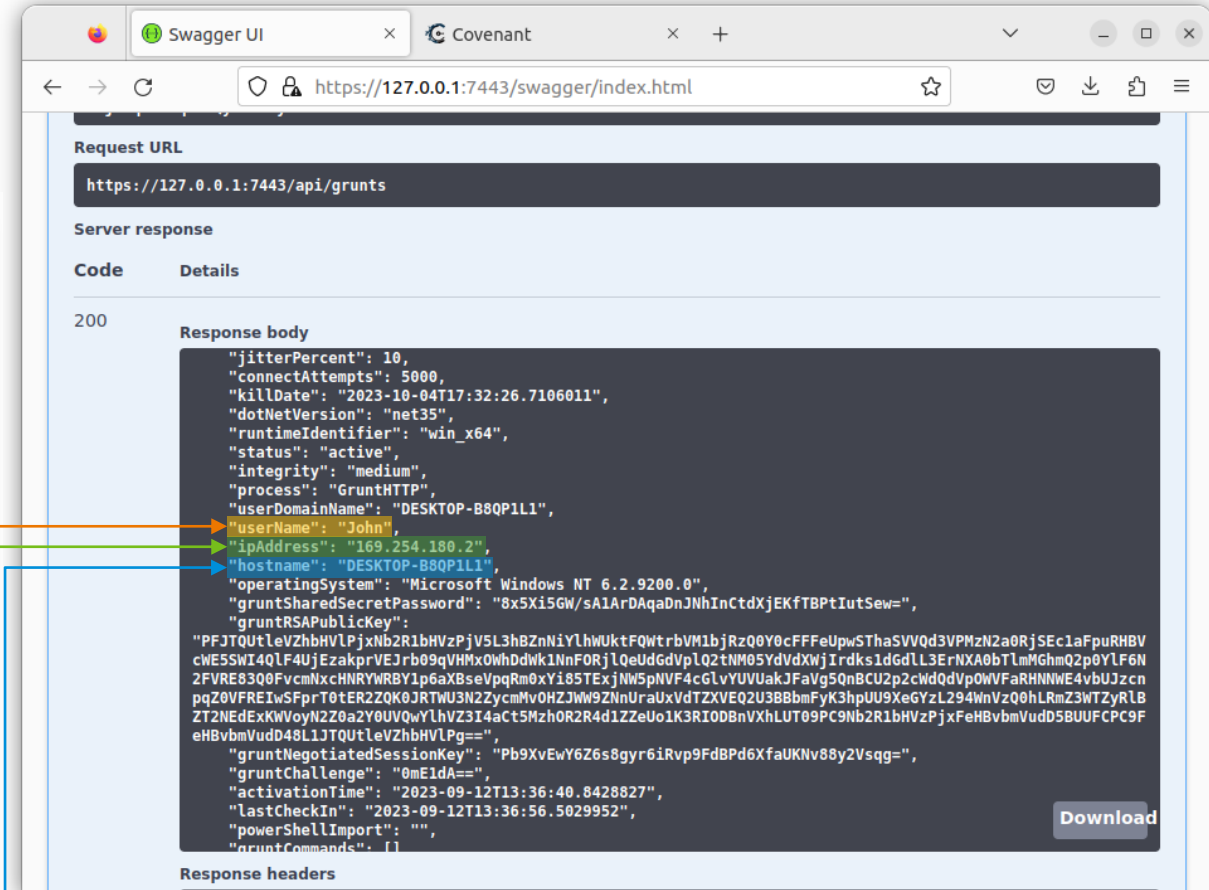 Swagger UI
Covenant
https://127.0.0.1:7443/swagger/index.html
Request URL
https://127.0.0.1:7443/api/grunts
Server response
Code Details
200
Response body
"jitterPercent": 10,
"connectAttempts": 5000,
"killDate": "2023-10-04T17:32:26.7106011",
"dotNetVersion": "net35",
"runtimeIdentifier": "win_x64",
"status": "active",
"integrity": "medium",
"process": "GruntHTTP",
"userDomainName": "DESKTOP-B8QP1L1",
"userName": "John",
"ipAddress": "169.254.180.2",
"hostname": "DESKTOP-B8QP1L1",
"operatingSystem": "Microsoft Windows NT 6.2.9200.0",
"gruntSharedSecretPassword": "8x5Xi5GW/sA1ArDAqaDnJNhInCtdXjEKfTBPtIutSew=",
"gruntRSAPublicKey":
"gruntNegotiatedSessionKey": "Pb9XvEwY6Z6s8gyr6iRvp9FdBPd6XfaUKNv88y2Vsqg=",
"gruntChallenge": "0mE1dA==",
"activationTime": "2023-09-12T13:36:40.8428827",
"lastCheckIn": "2023-09-12T13:36:56.5029952",
"powerShellImport": "",
"gruntCommands": []
Download
Response headers